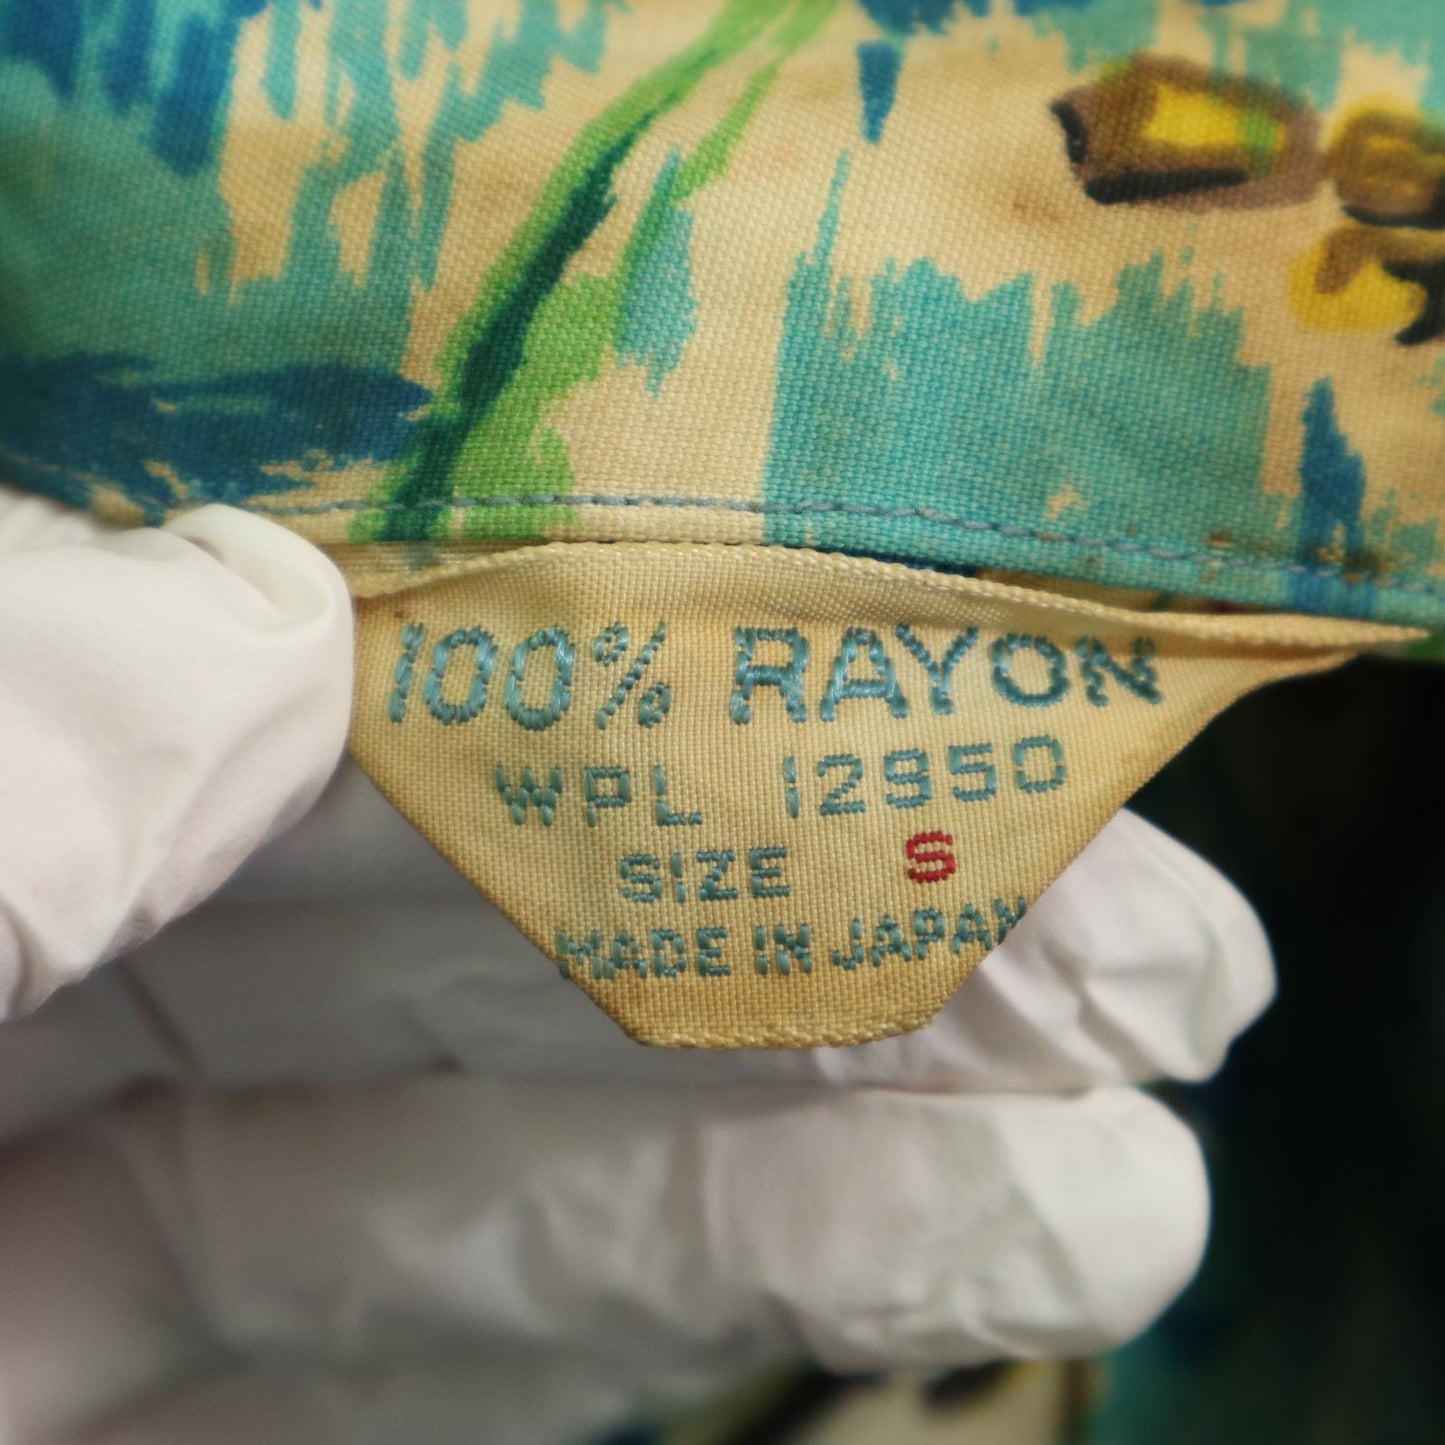 100% RAYON
WPL 12950
SIZE S
MADE IN JAPAN